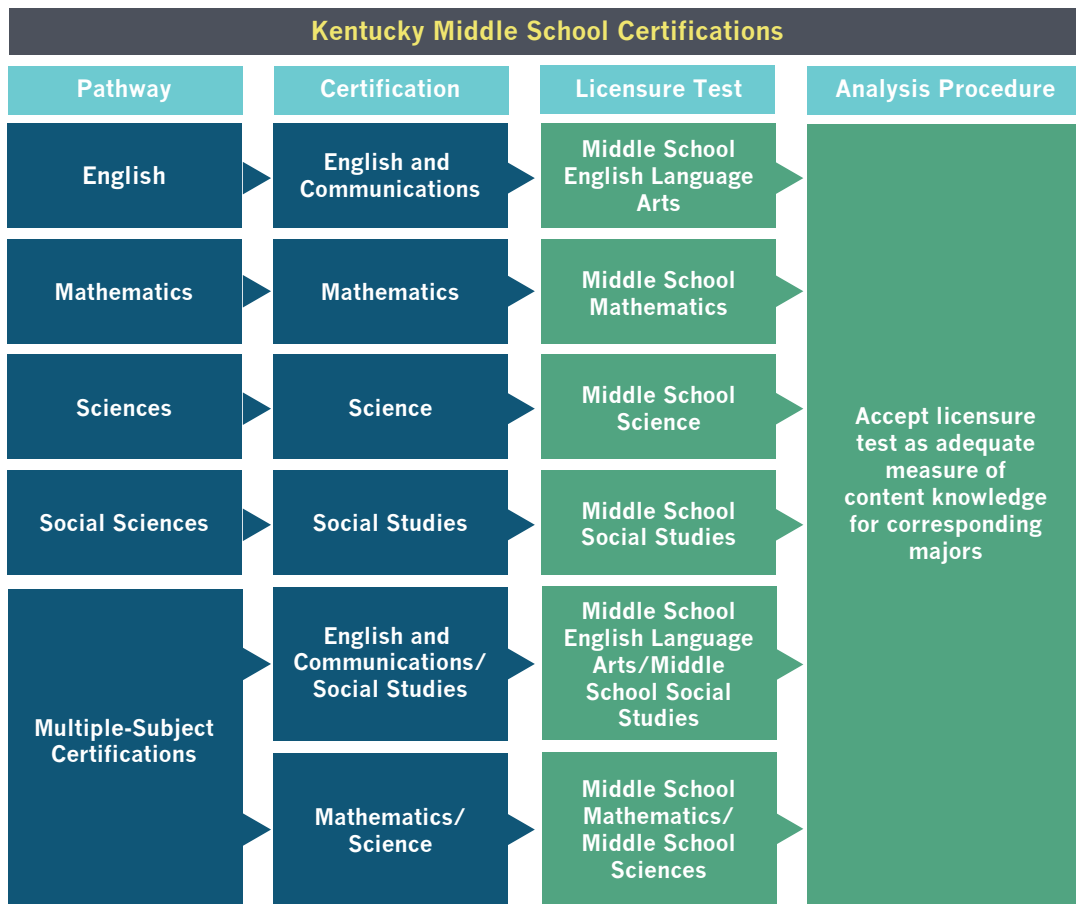 Kentucky Middle School Certifications
Pathway
Certification
Licensure Test
Analysis Procedure
English
English and
Communications
Middle School
English Language
Arts
Mathematics
Mathematics
Middle School
Mathematics
Sciences
Science
Middle School
Science
Social Sciences
Social Studies
Middle School
Social Studies
Multiple-Subject
Certifications
English and
Communications/
Social Studies
Middle School
English Language
Arts/Middle
School Social
Studies
Mathematics/
Science
Middle School
Mathematics/
Middle School
Sciences
Accept licensure
test as adequate
measure of
content knowledge
for corresponding
majors